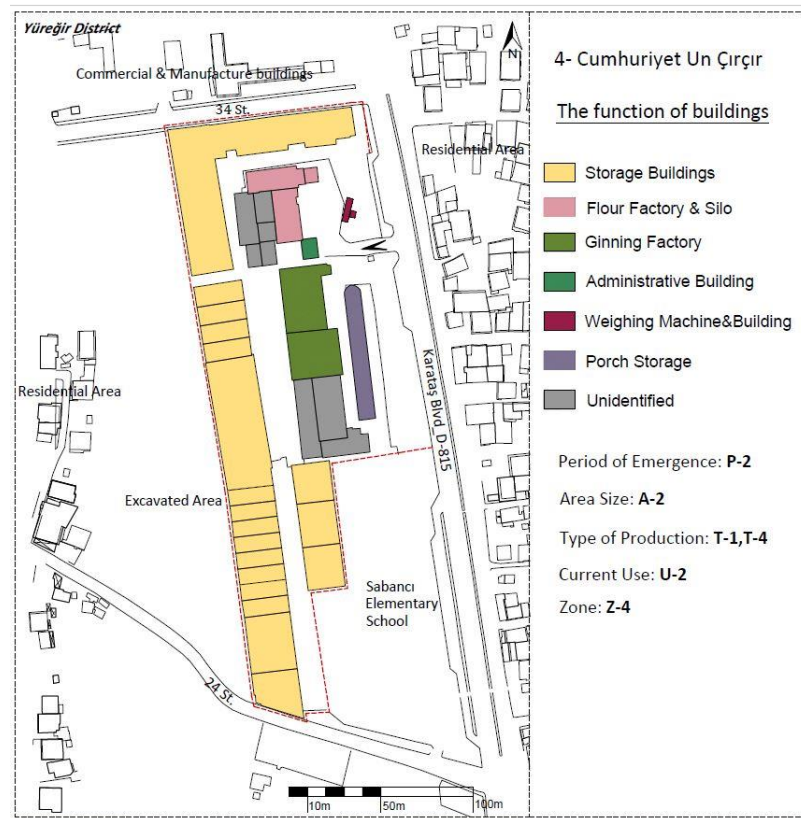 Yüreğir District
Commercial & Manufacture buildings
34 St.
N
Residential Area
Residential Area
Karataş Blvd_D-815
Excavated Area
Sabancı
Elementary
School
24 St.
10m 50m 100m
4- Cumhuriyet Un Çırçır
The function of buildings
Storage Buildings
Flour Factory & Silo
Ginning Factory
Administrative Building
Weighing Machine&Building
Porch Storage
Unidentified
Period of Emergence: P-2
Area Size: A-2
Type of Production: T-1,T-4
Current Use: U-2
Zone: Z-4